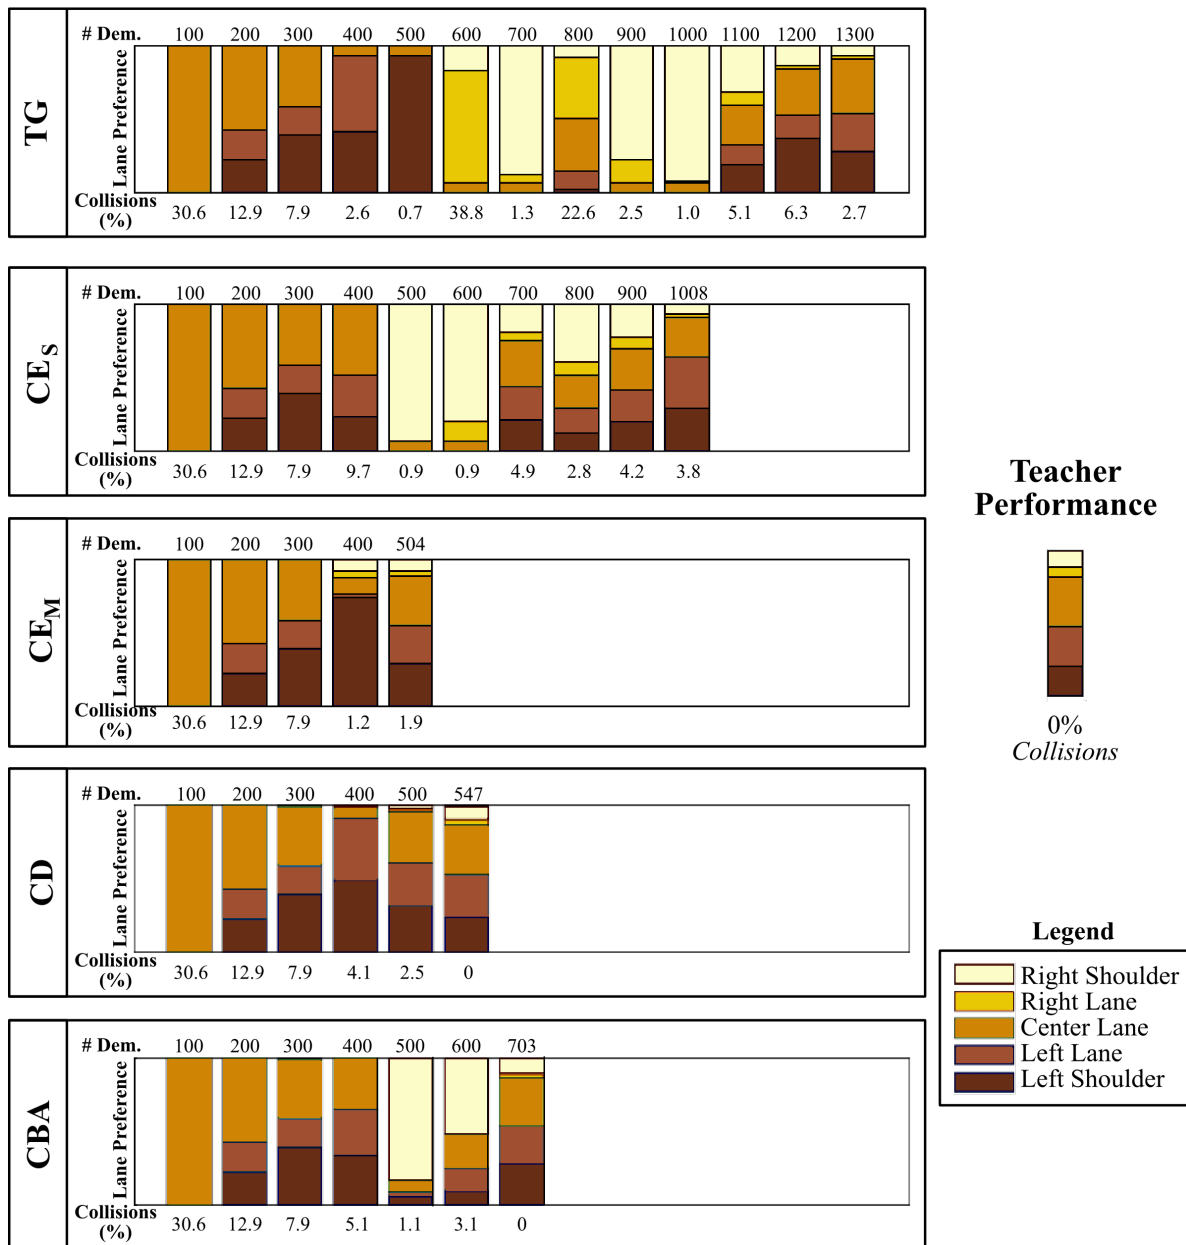 TG
# Dem. 100 200 300 400 500 600 700 800 900 1000 1100 1200 1300
Lane Preference
Collisions (%) 30.6 12.9 7.9 2.6 0.7 38.8 1.3 22.6 2.5 1.0 5.1 6.3 2.7
CE S
# Dem. 100 200 300 400 500 600 700 800 900 1008
Lane Preference
Collisions (%) 30.6 12.9 7.9 9.7 0.9 0.9 4.9 2.8 4.2 3.8
CE M
# Dem. 100 200 300 400 504
Lane Preference
Collisions (%) 30.6 12.9 7.9 1.2 1.9
CD
# Dem. 100 200 300 400 500 547
Lane Preference
Collisions (%) 30.6 12.9 7.9 4.1 2.5 0
CBA
# Dem. 100 200 300 400 500 600 703
Lane Preference
Collisions (%) 30.6 12.9 7.9 5.1 1.1 3.1 0
Teacher
Performance
0%
Collisions
Legend
Right Shoulder
Right Lane
Center Lane
Left Lane
Left Shoulder